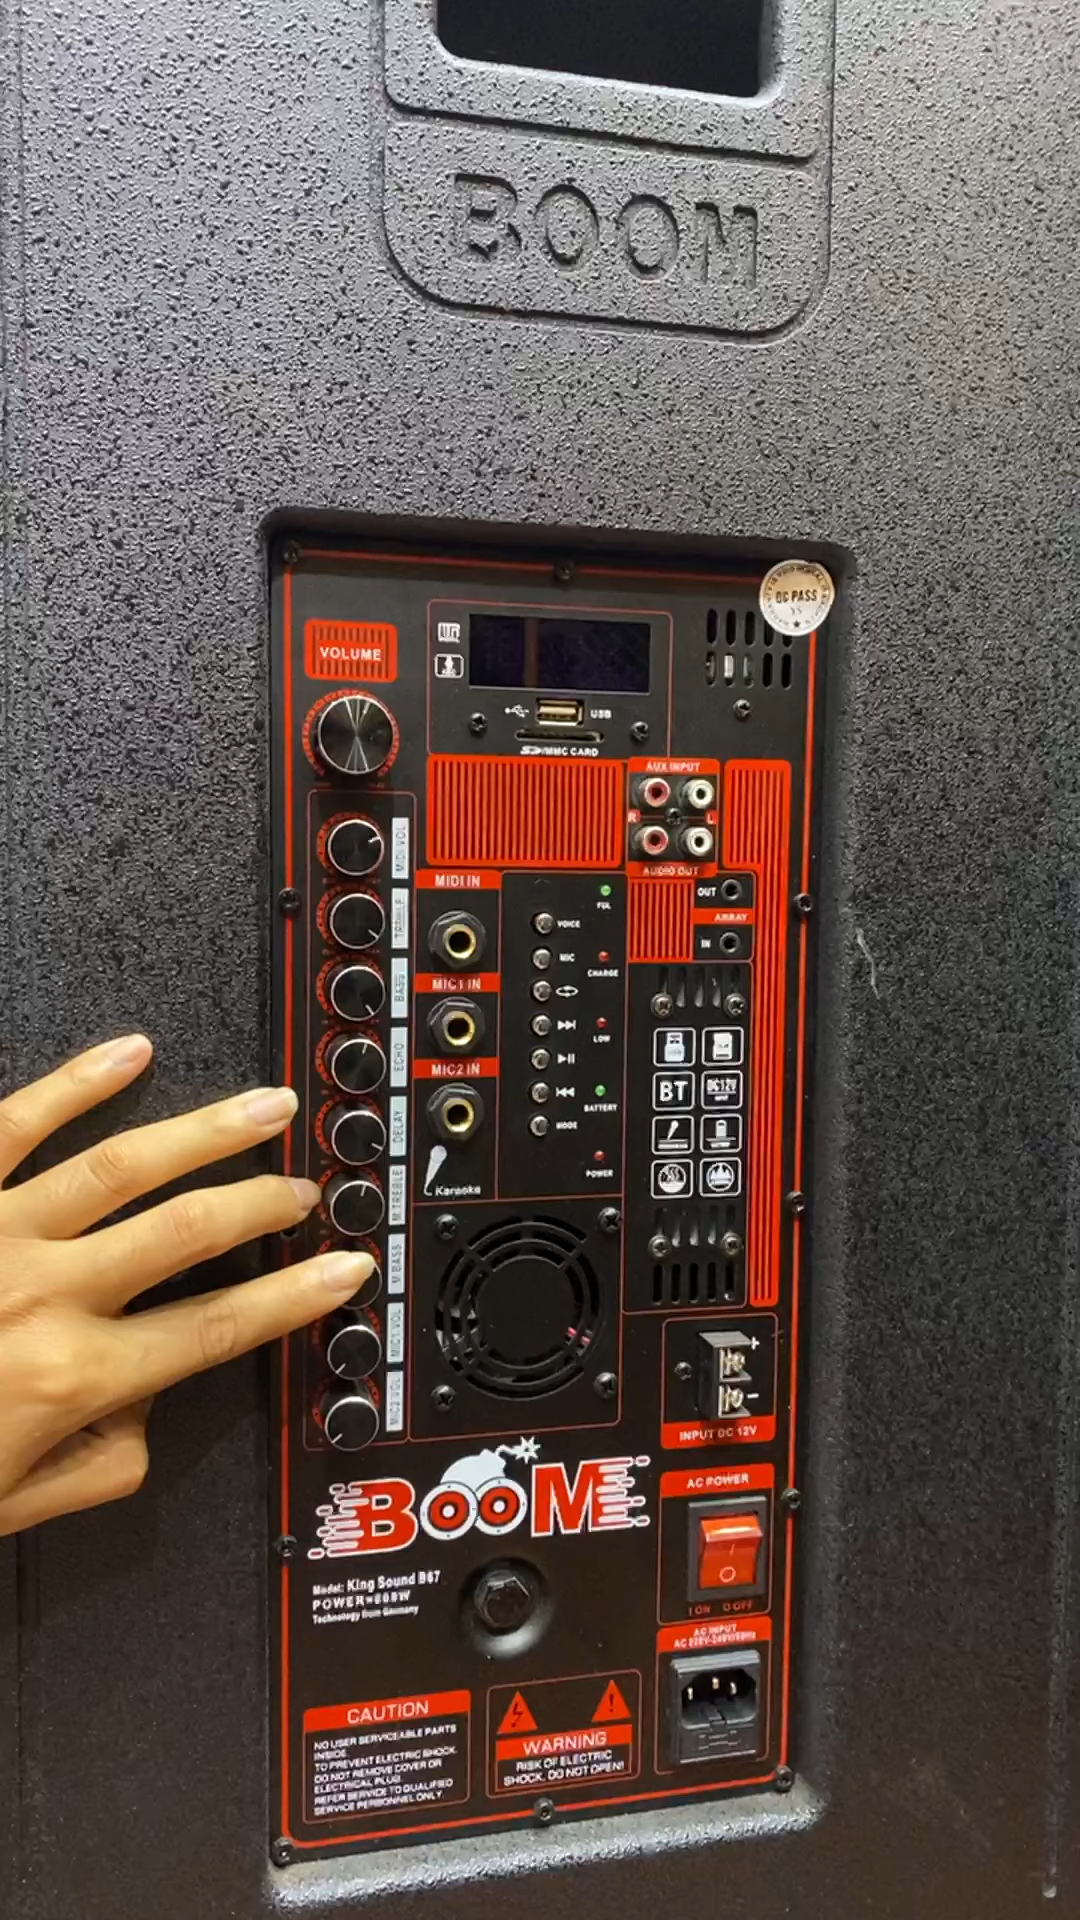 BOOM
QC PASS
VOLUME
USB
SD/MMC CARD
AUX INPUT
R
L
AUDIO OUT
MIDI VOL
TREBLE
BASS
ECHO
DELAY
M.TREBLE
M.BASS
MIC1 VOL
MIC2 VOL
MIDI IN
MIC1 IN
MIC2 IN
Karaoke
VOICE
MIC
MODE
FUL
CHARGE
LOW
BATTERY
POWER
OUT
ARRAY
IN
USB
BT
DC12V
INPUT
+
-
INPUT DC 12V
BOOM
AC POWER
I ON O OFF
Model: King Sound B67
Technology from Germany
AC INPUT
CAUTION
NO USER SERVICEABLE PARTS
INSIDE.
TO PREVENT ELECTRIC SHOCK,
DO NOT REMOVE COVER OR
ELECTRICAL PLUG.
REFER SERVICE TO QUALIFIED
SERVICE PERSONNEL ONLY.
WARNING
RISK OF ELECTRIC
SHOCK, DO NOT OPEN!